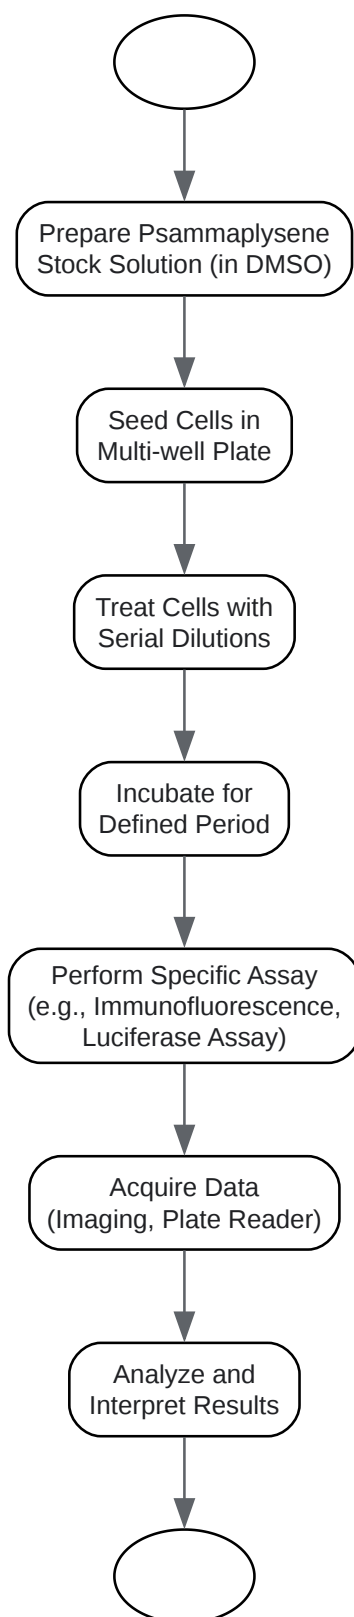 Prepare Psammaplysene
Stock Solution (in DMSO)
Seed Cells in
Multi-well Plate
Treat Cells with
Serial Dilutions
Incubate for
Defined Period
Perform Specific Assay
(e.g., Immunofluorescence,
Luciferase Assay)
Acquire Data
(Imaging, Plate Reader)
Analyze and
Interpret Results